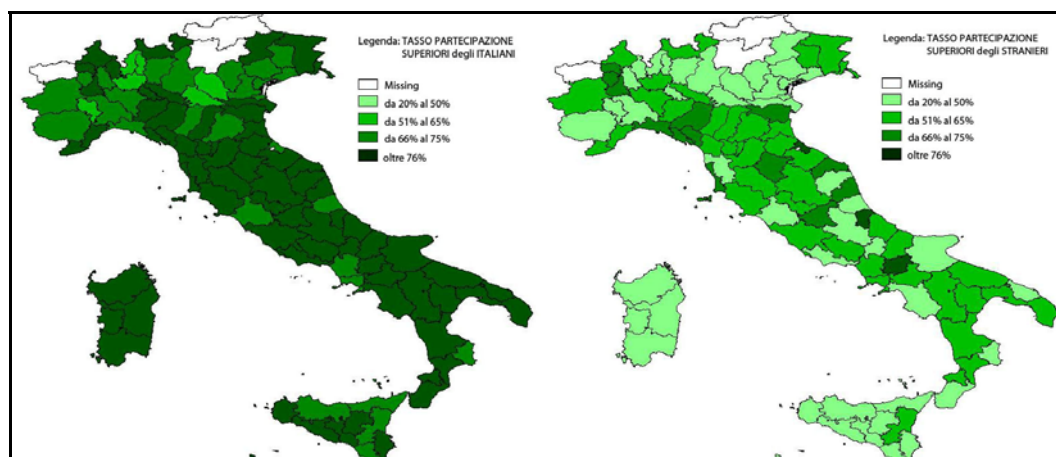 Legenda: TASSO PARTECIPAZIONE
SUPERIORI degli ITALIANI
Missing
da 20% al 50%
da 51% al 65%
da 66% al 75%
oltre 76%
Legenda: TASSO PARTECIPAZIONE
SUPERIORI degli STRANIERI
Missing
da 20% al 50%
da 51% al 65%
da 66% al 75%
oltre 76%